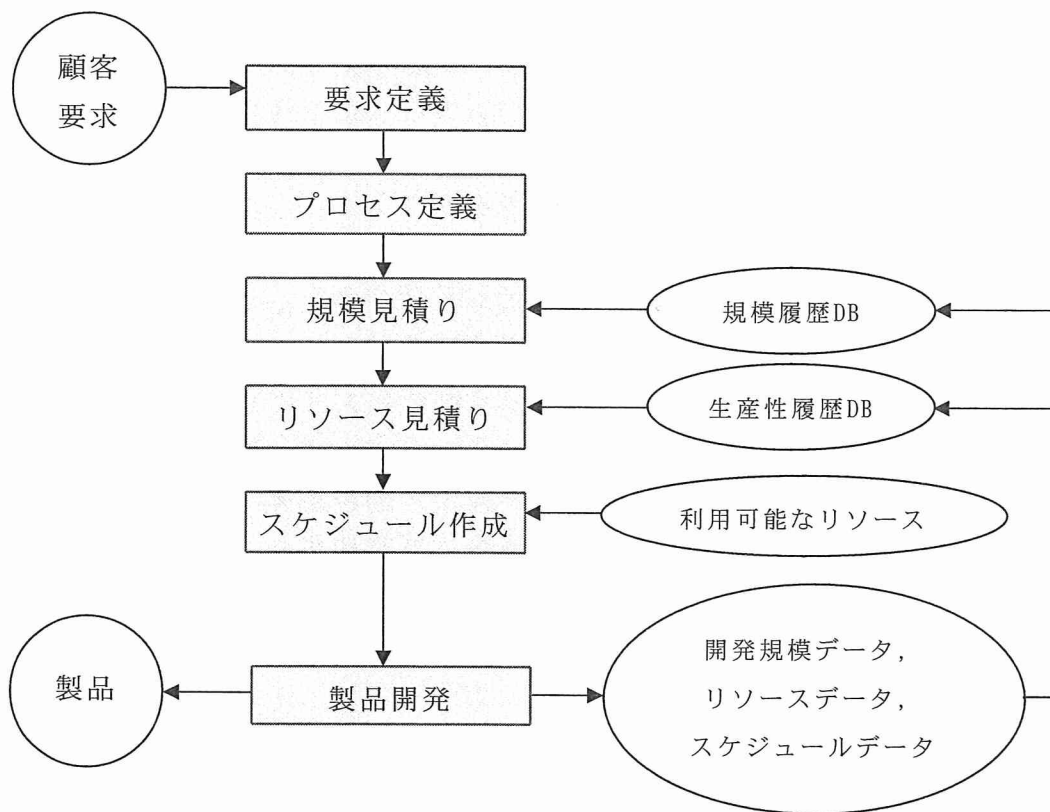 顧客
要求
要求定義
プロセス定義
規模見積り
規模履歴DB
リソース見積り
生産性履歴DB
スケジュール作成
利用可能なリソース
製品
製品開発
開発規模データ,
リソースデータ,
スケジュールデータ